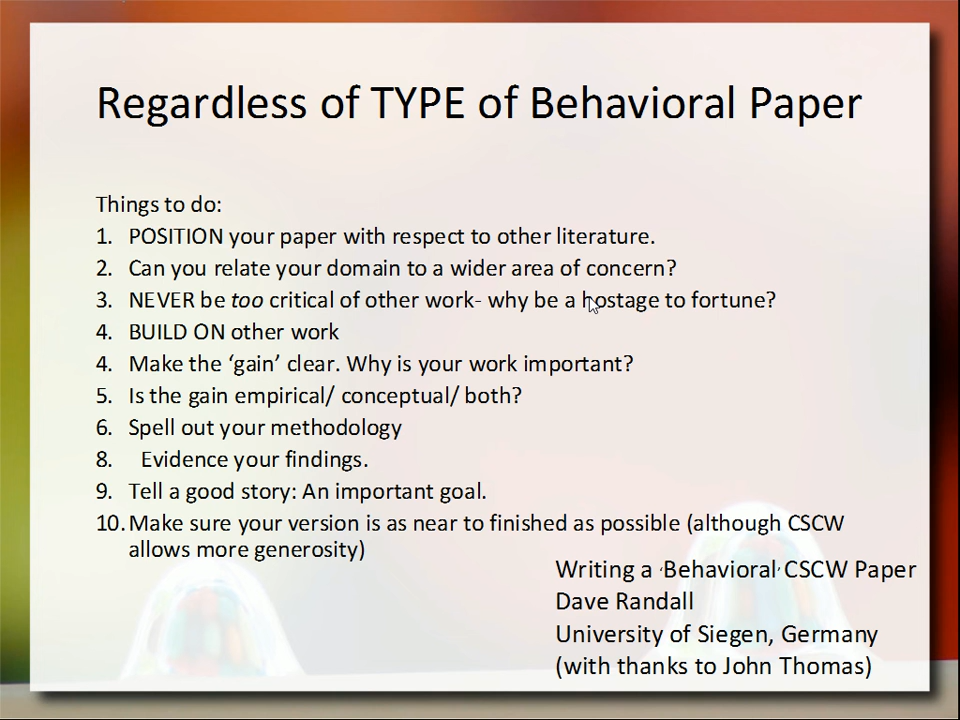 Regardless of TYPE of Behavioral Paper
Things to do:
1. POSITION your paper with respect to other literature.
2. Can you relate your domain to a wider area of concern?
3. NEVER be too critical of other work- why be a hostage to fortune?
4. BUILD ON other work
4. Make the ‘gain’ clear. Why is your work important?
5. Is the gain empirical/ conceptual/ both?
6. Spell out your methodology
8. Evidence your findings.
9. Tell a good story: An important goal.
10. Make sure your version is as near to finished as possible (although CSCW
allows more generosity)
Writing a ‘Behavioral’ CSCW Paper
Dave Randall
University of Siegen, Germany
(with thanks to John Thomas)